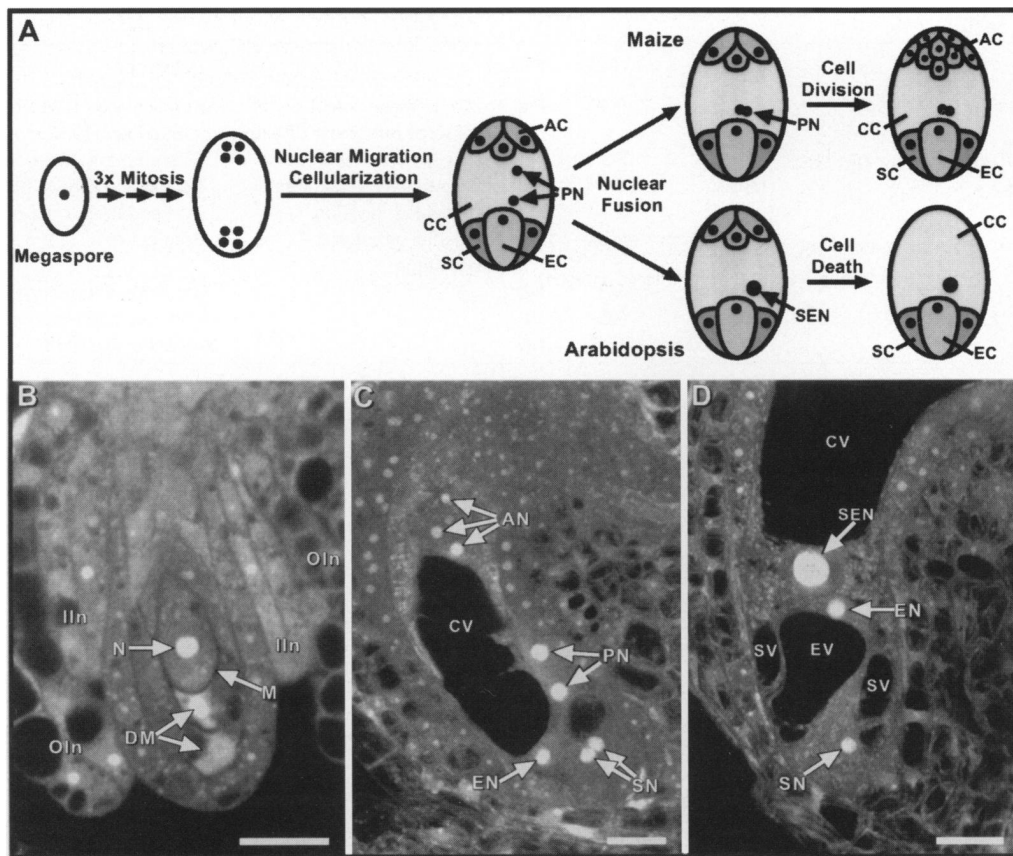 A
Megaspore
3x Mitosis
Nuclear Migration
Cellularization
AC
PN
CC
SC
EC
Nuclear
Fusion
Maize
PN
Cell
Division
AC
CC
SC
EC
Arabidopsis
SEN
Cell
Death
CC
SC
EC
B
OIn
IIn
IIn
N
M
DM
OIn
C
AN
CV
PN
EN
SN
D
CV
SEN
EN
SV
EV
SV
SN